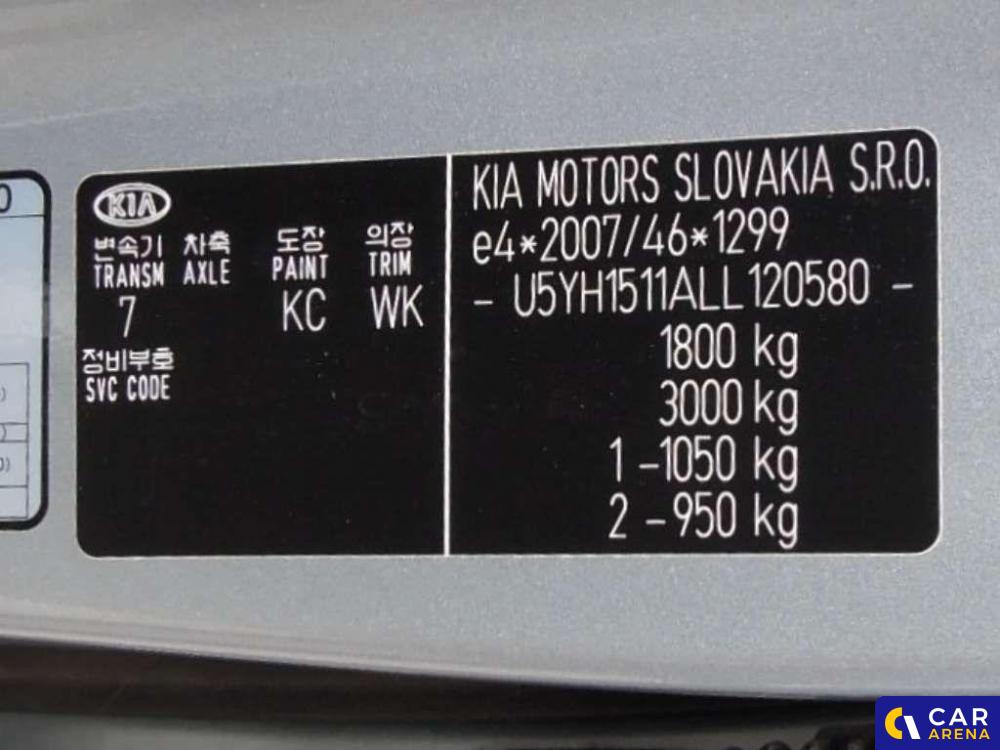 KIA
변속기 차축 도장 의장
TRANSM AXLE PAINT TRIM
7 KC WK
정비부호
SVC CODE
KIA MOTORS SLOVAKIA S.R.O.
e4*2007/46*1299
- U5YH1511ALL120580 -
1800 kg
3000 kg
1 -1050 kg
2 -950 kg
CAR
ARENA